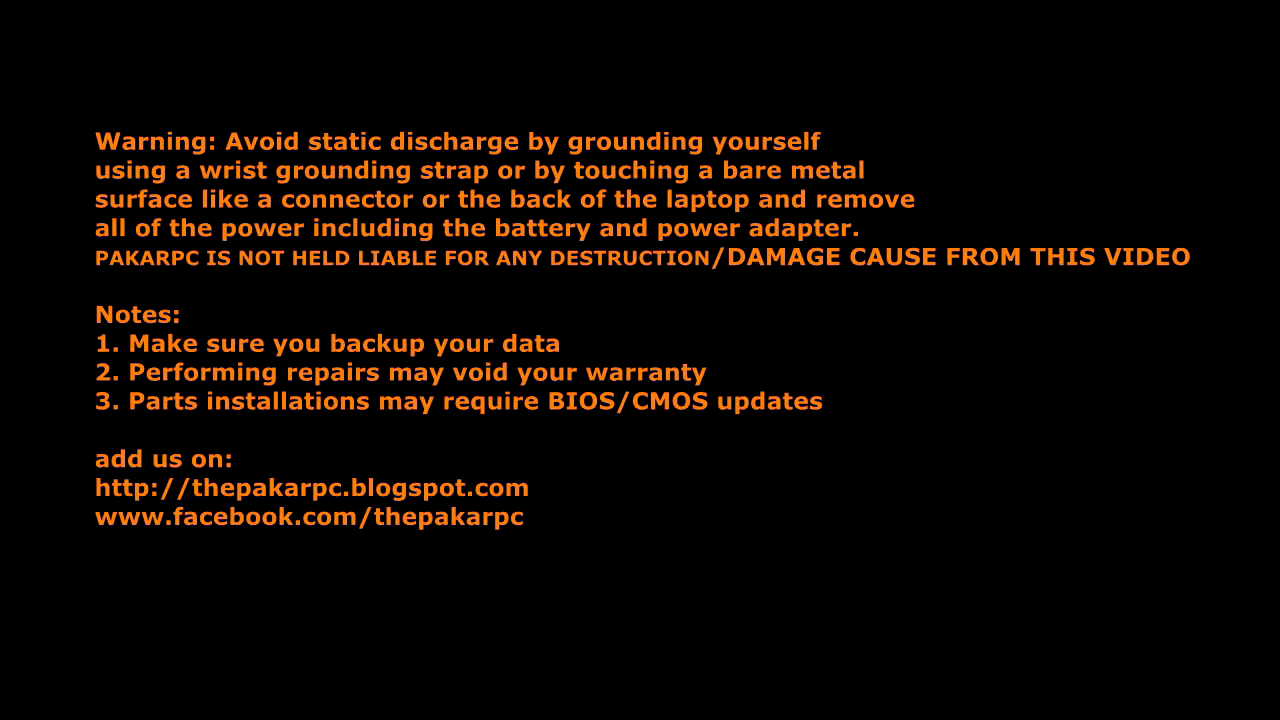 Warning: Avoid static discharge by grounding yourself
using a wrist grounding strap or by touching a bare metal
surface like a connector or the back of the laptop and remove
all of the power including the battery and power adapter.
PAKARPC IS NOT HELD LIABLE FOR ANY DESTRUCTION/DAMAGE CAUSE FROM THIS VIDEO
Notes:
1. Make sure you backup your data
2. Performing repairs may void your warranty
3. Parts installations may require BIOS/CMOS updates
add us on:
http://thepakarpc.blogspot.com
www.facebook.com/thepakarpc